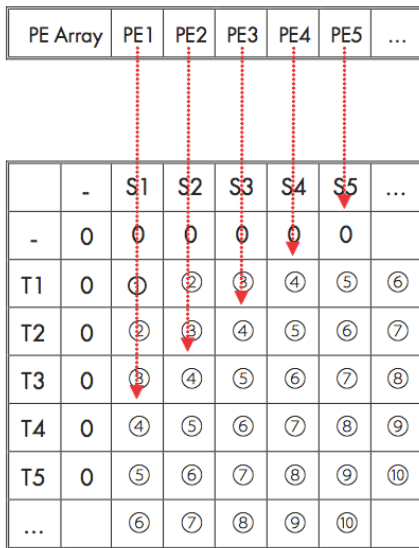 PE Array PE1 PE2 PE3 PE4 PE5 ...
- S1 S2 S3 S4 S5 ...
- 0 0 0 0 0 0
T1 0 ① ② ③ ④ ⑤ ⑥
T2 0 ② ③ ④ ⑤ ⑥ ⑦
T3 0 ③ ④ ⑤ ⑥ ⑦ ⑧
T4 0 ④ ⑤ ⑥ ⑦ ⑧ ⑨
T5 0 ⑤ ⑥ ⑦ ⑧ ⑨ ⑩
... ⑥ ⑦ ⑧ ⑨ ⑩